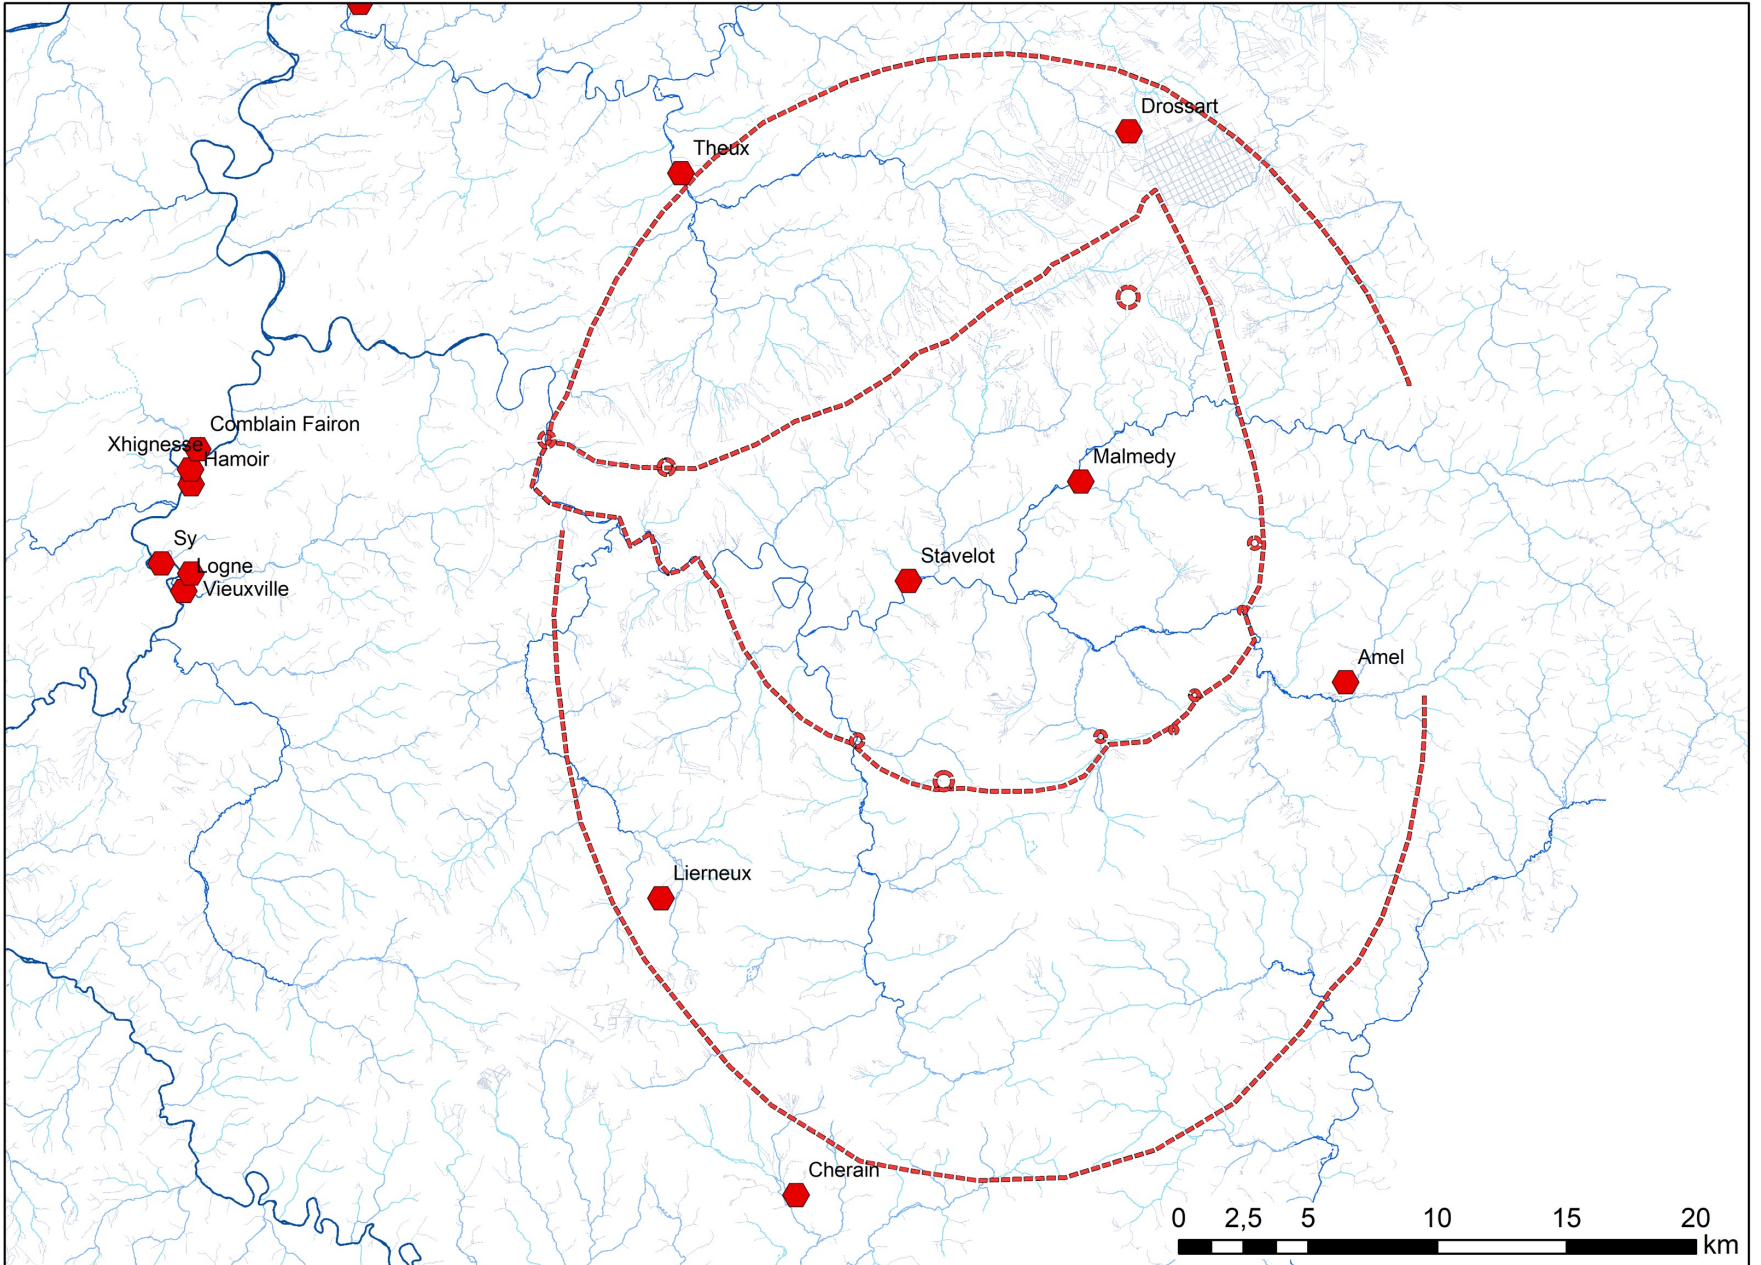 Drossart
Theux
Comblain Fairon
Xhignesse
Hamoir
Malmedy
Sy
Stavelot
Logne
Vieuxville
Amel
Lierneux
Cherain
0 2,5 5 10 15 20
km